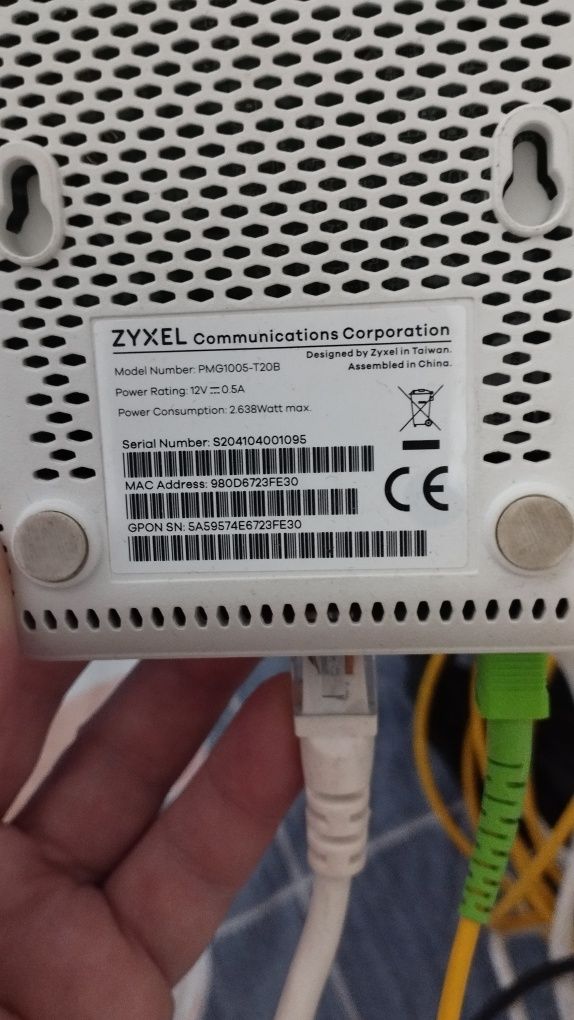 ZYXEL Communications Corporation
Designed by Zyxel in Taiwan.
Assembled in China.
Model Number: PMG1005-T20B
Power Rating: 12V⎓0.5A
Power Consumption: 2.638Watt max.
Serial Number: S204104001095
MAC Address: 980D6723FE30
GPON SN: 5A59574E6723FE30
CE